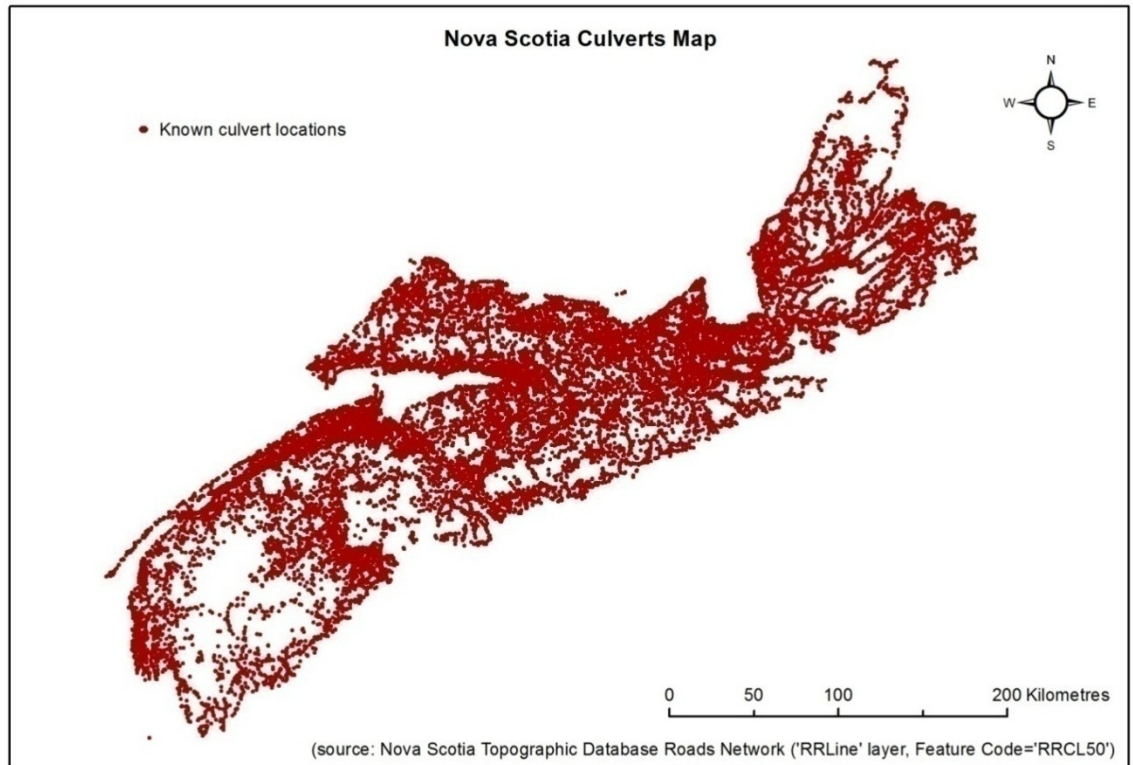 Nova Scotia Culverts Map
N
W E
S
Known culvert locations
0 50 100 200 Kilometres
(source: Nova Scotia Topographic Database Roads Network ('RRLine' layer, Feature Code='RRCL50')